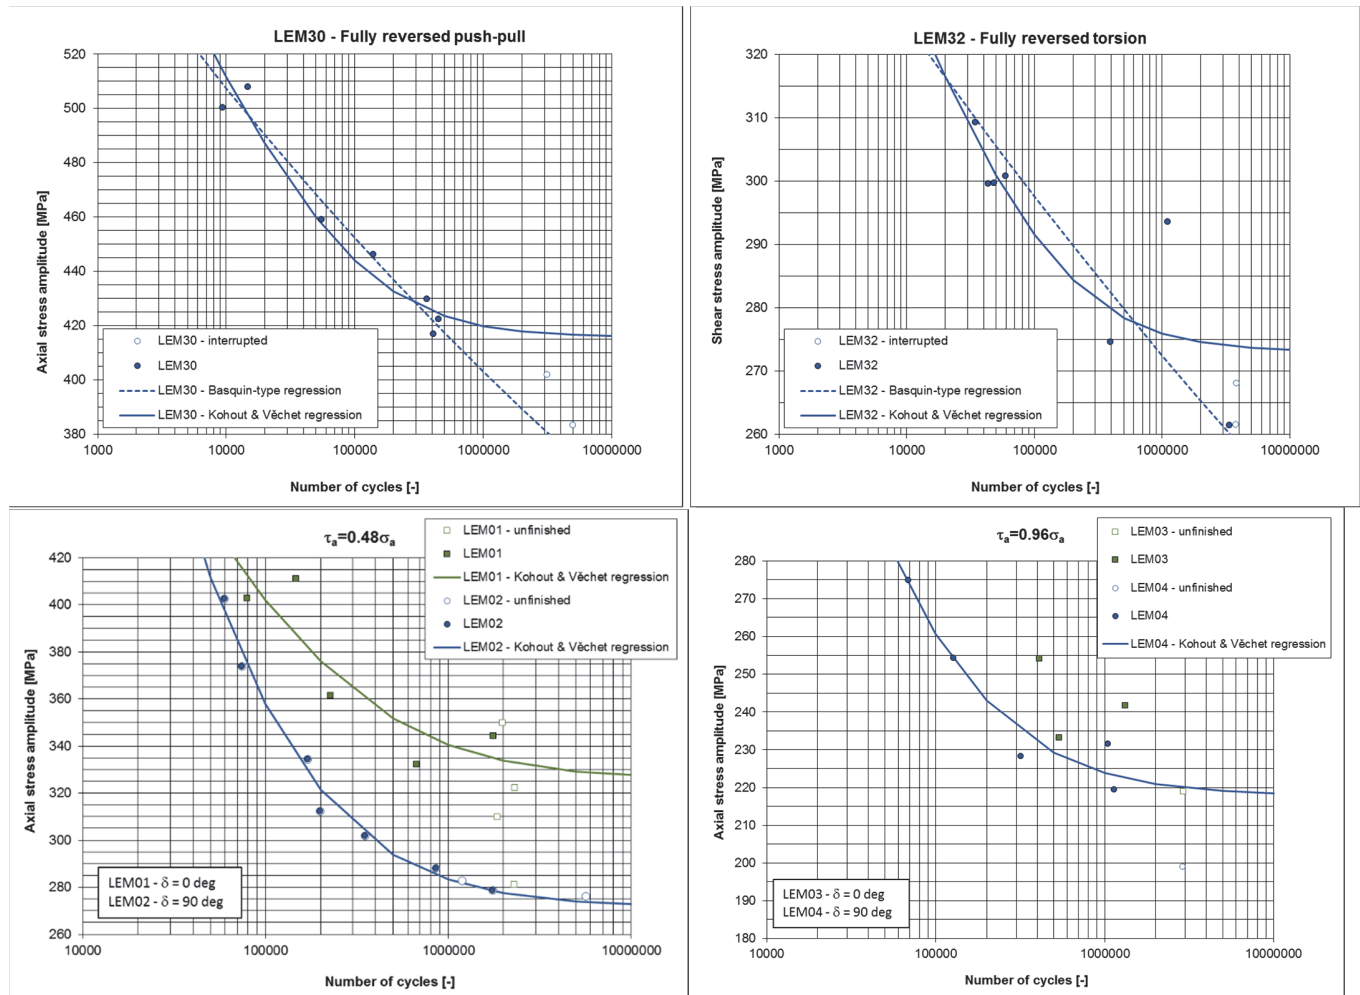 LEM30 - Fully reversed push-pull
520
500
480
460
440
420
400
380
Axial stress amplitude [MPa]
LEM30 - interrupted
LEM30
LEM30 - Basquin-type regression
LEM30 - Kohout & Věchet regression
1000 10000 100000 1000000 10000000
Number of cycles [-]
LEM32 - Fully reversed torsion
320
310
300
290
280
270
260
Shear stress amplitude [MPa]
LEM32 - interrupted
LEM32
LEM32 - Basquin-type regression
LEM32 - Kohout & Věchet regression
1000 10000 100000 1000000 10000000
Number of cycles [-]
τa=0.48σa
LEM01 - unfinished
LEM01
LEM01 - Kohout & Věchet regression
LEM02 - unfinished
LEM02
LEM02 - Kohout & Věchet regression
420
400
380
360
340
320
300
280
260
Axial stress amplitude [MPa]
LEM01 - δ = 0 deg
LEM02 - δ = 90 deg
10000 100000 1000000 10000000
Number of cycles [-]
τa=0.96σa
LEM03 - unfinished
LEM03
LEM04 - unfinished
LEM04
LEM04 - Kohout & Věchet regression
280
270
260
250
240
230
220
210
200
190
180
Axial stress amplitude [MPa]
LEM03 - δ = 0 deg
LEM04 - δ = 90 deg
10000 100000 1000000 10000000
Number of cycles [-]